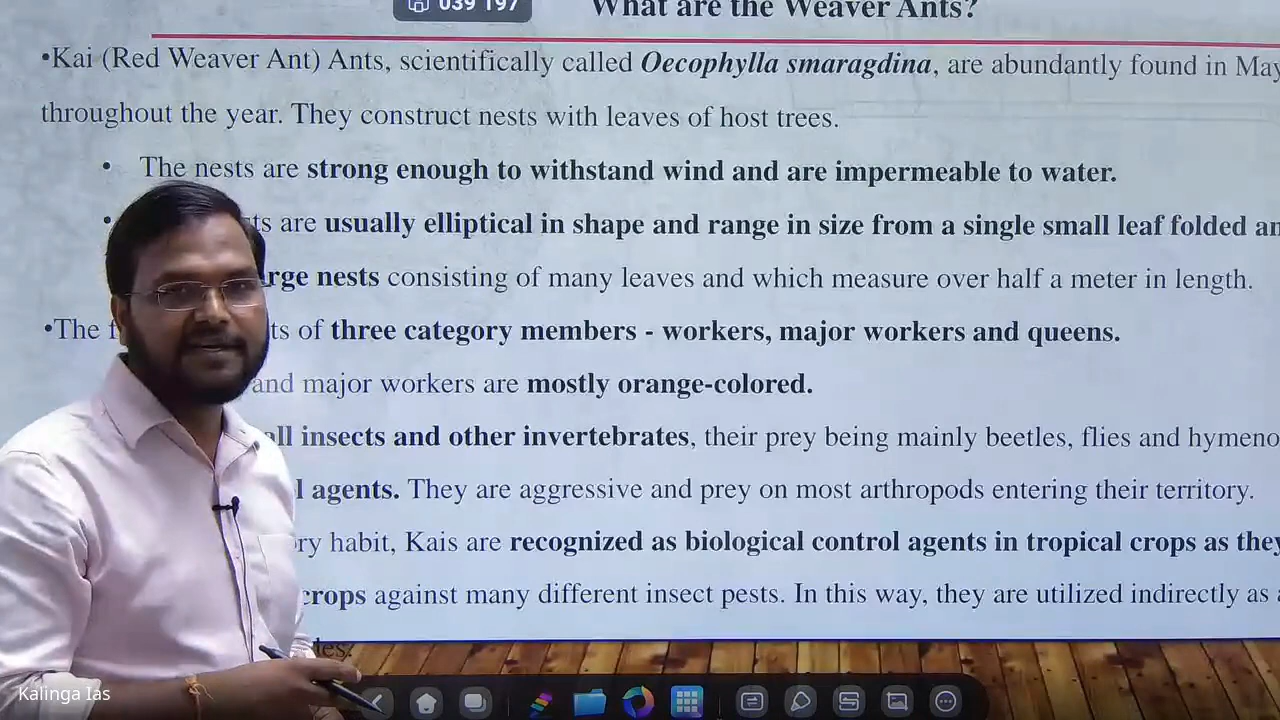 039 197
What are the Weaver Ants?
•Kai (Red Weaver Ant) Ants, scientifically called Oecophylla smaragdina, are abundantly found in May
throughout the year. They construct nests with leaves of host trees.
• The nests are strong enough to withstand wind and are impermeable to water.
• ts are usually elliptical in shape and range in size from a single small leaf folded an
rge nests consisting of many leaves and which measure over half a meter in length.
•The f ts of three category members - workers, major workers and queens.
and major workers are mostly orange-colored.
all insects and other invertebrates, their prey being mainly beetles, flies and hymeno
l agents. They are aggressive and prey on most arthropods entering their territory.
ry habit, Kais are recognized as biological control agents in tropical crops as they
crops against many different insect pests. In this way, they are utilized indirectly as a
des.
Kalinga Ias